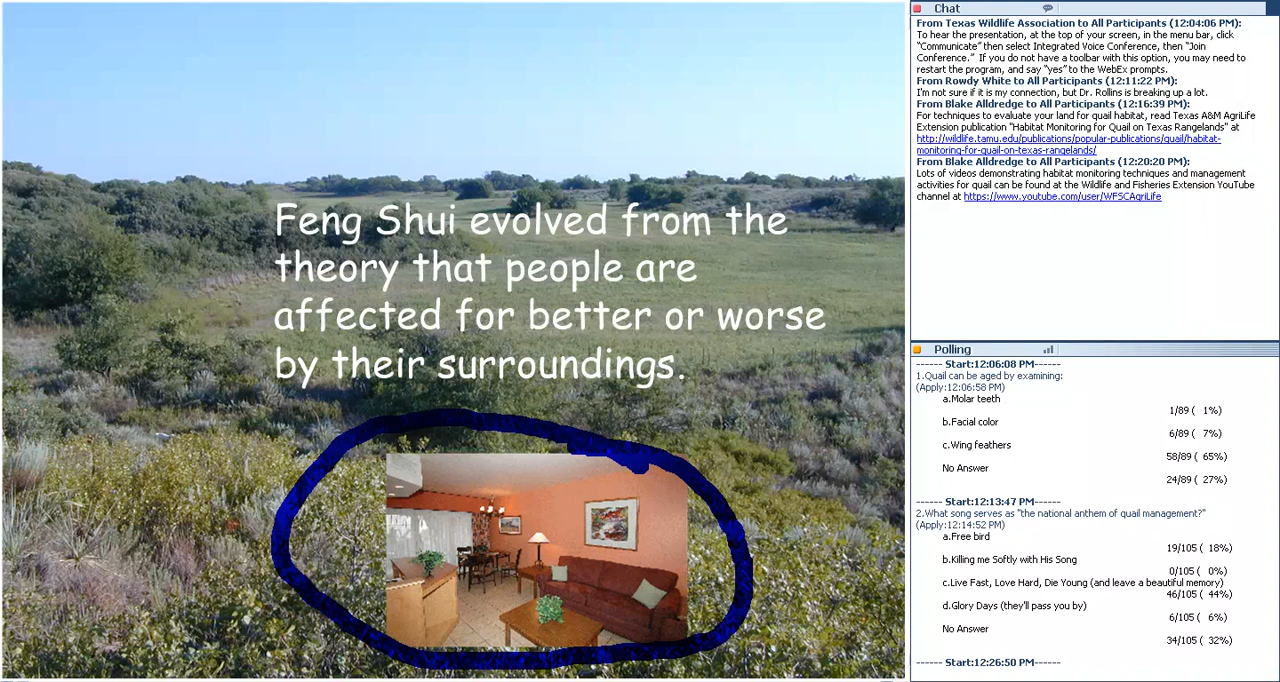 Feng Shui evolved from the
theory that people are
affected for better or worse
by their surroundings.
Chat
From Texas Wildlife Association to All Participants (12:04:06 PM):
To hear the presentation, at the top of your screen, in the menu bar, click
"Communicate" then select Integrated Voice Conference, then "Join
Conference." If you do not have a toolbar with this option, you may need to
restart the program, and say "yes" to the WebEx prompts.
From Rowdy White to All Participants (12:11:22 PM):
I'm not sure if it is my connection, but Dr. Rollins is breaking up a lot.
From Blake Alldredge to All Participants (12:16:39 PM):
For techniques to evaluate your land for quail habitat, read Texas A&M AgriLife
Extension publication "Habitat Monitoring for Quail on Texas Rangelands" at
http://wildlife.tamu.edu/publications/popular-publications/quail/habitat-
monitoring-for-quail-on-texas-rangelands/
From Blake Alldredge to All Participants (12:20:20 PM):
Lots of videos demonstrating habitat monitoring techniques and management
activities for quail can be found at the Wildlife and Fisheries Extension YouTube
channel at https://www.youtube.com/user/WFSCAgriLife
Polling
------ Start:12:06:08 PM------
1.Quail can be aged by examining:
(Apply:12:06:58 PM)
a.Molar teeth
1/89 ( 1%)
b.Facial color
6/89 ( 7%)
c.Wing feathers
58/89 ( 65%)
No Answer
24/89 ( 27%)
------ Start:12:13:47 PM------
2.What song serves as "the national anthem of quail management?"
(Apply:12:14:52 PM)
a.Free bird
19/105 ( 18%)
b.Killing me Softly with His Song
0/105 ( 0%)
c.Live Fast, Love Hard, Die Young (and leave a beautiful memory)
46/105 ( 44%)
d.Glory Days (they'll pass you by)
6/105 ( 6%)
No Answer
34/105 ( 32%)
------ Start:12:26:50 PM------